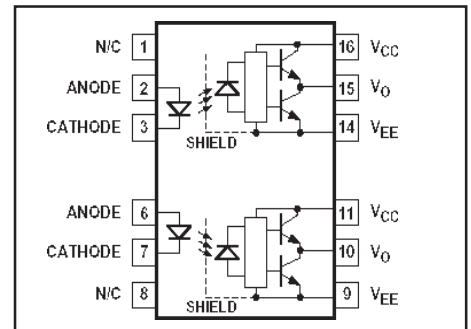 N/C 1 16 VCC
ANODE 2 15 VO
CATHODE 3 14 VEE
SHIELD
ANODE 6 11 VCC
CATHODE 7 10 VO
N/C 8 9 VEE
SHIELD